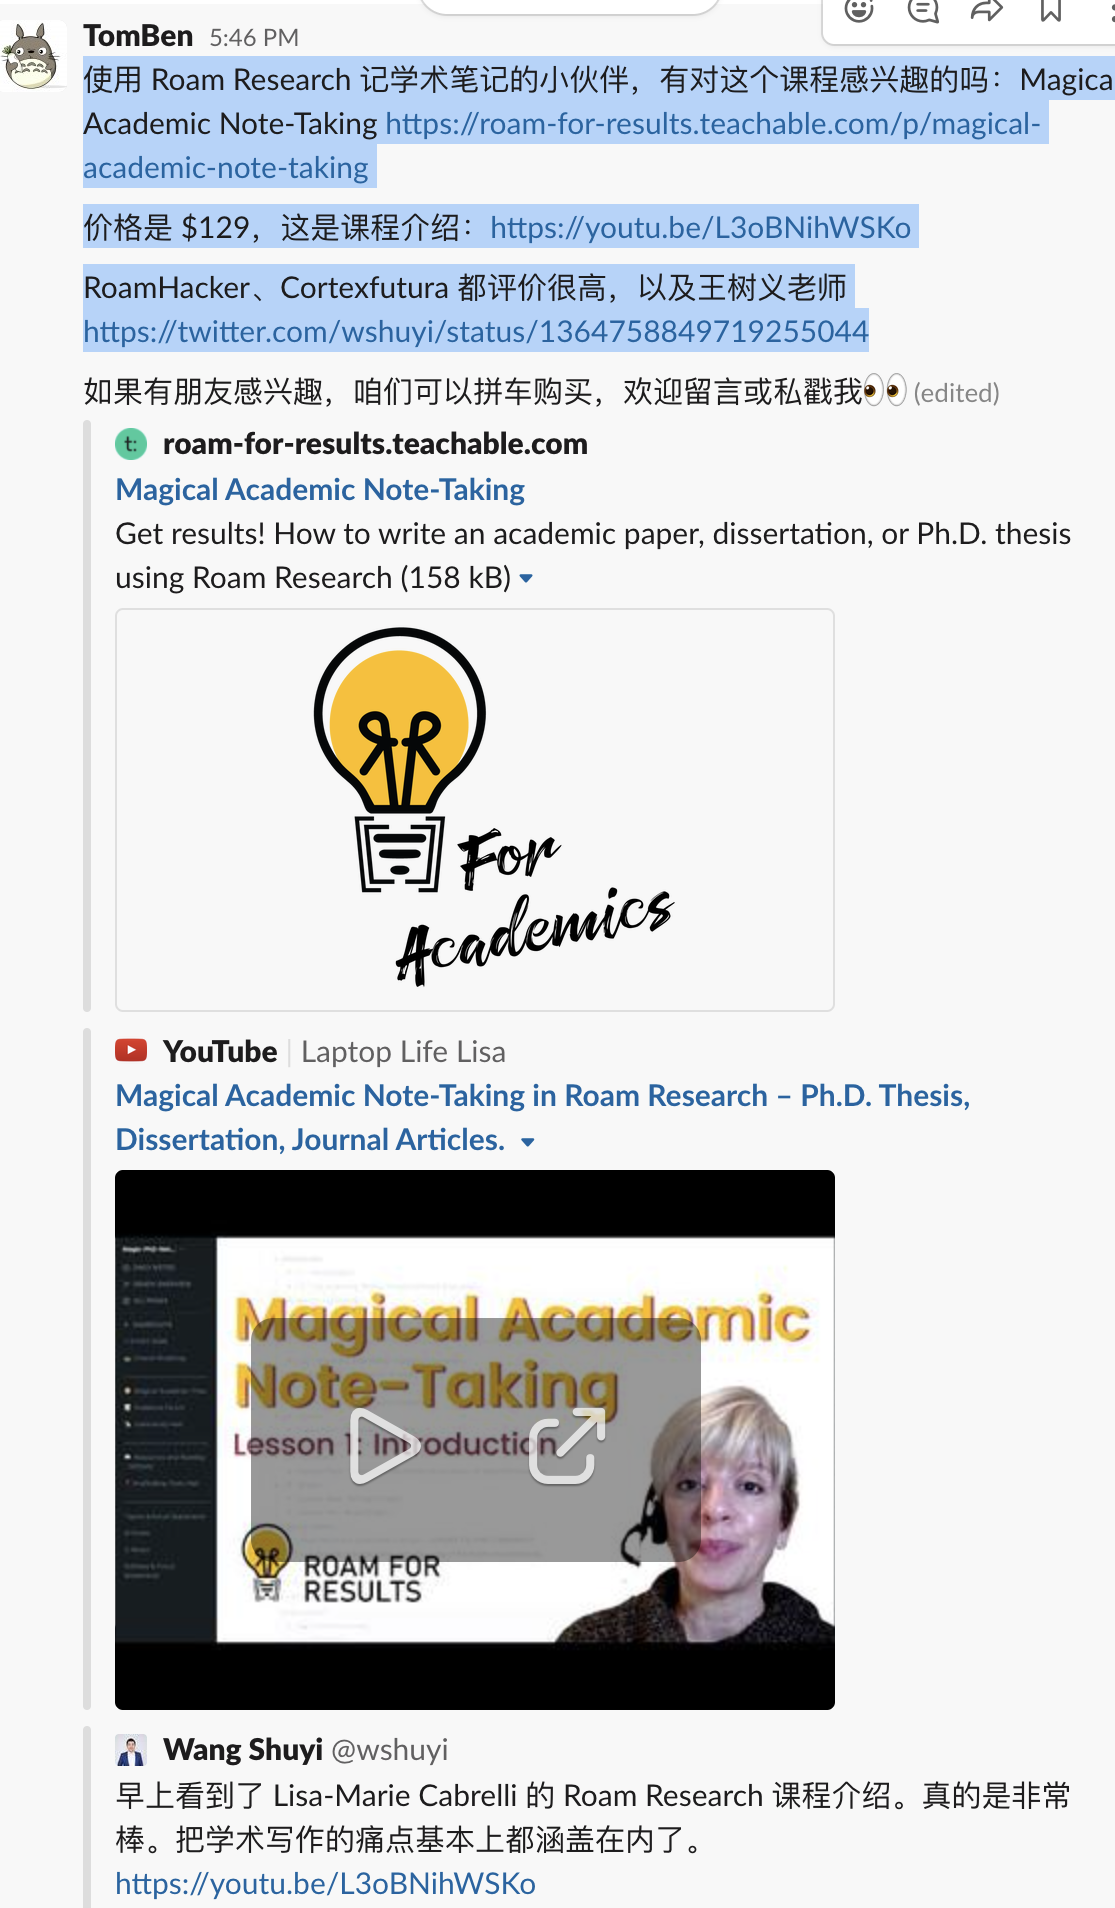 TomBen 5:46 PM
使用 Roam Research 记学术笔记的小伙伴，有对这个课程感兴趣的吗：Magica
Academic Note-Taking https://roam-for-results.teachable.com/p/magical-
academic-note-taking
价格是 $129，这是课程介绍：https://youtu.be/L3oBNihWSKo
RoamHacker、Cortexfutura 都评价很高，以及王树义老师
https://twitter.com/wshuyi/status/1364758849719255044
如果有朋友感兴趣，咱们可以拼车购买，欢迎留言或私戳我👀 (edited)
t: roam-for-results.teachable.com
Magical Academic Note-Taking
Get results! How to write an academic paper, dissertation, or Ph.D. thesis
using Roam Research (158 kB)
For
Academics
YouTube | Laptop Life Lisa
Magical Academic Note-Taking in Roam Research – Ph.D. Thesis,
Dissertation, Journal Articles.
Magical Academic
Note-Taking
Lesson 1: Introduction
ROAM FOR
RESULTS
Wang Shuyi @wshuyi
早上看到了 Lisa-Marie Cabrelli 的 Roam Research 课程介绍。真的是非常
棒。把学术写作的痛点基本上都涵盖在内了。
https://youtu.be/L3oBNihWSKo